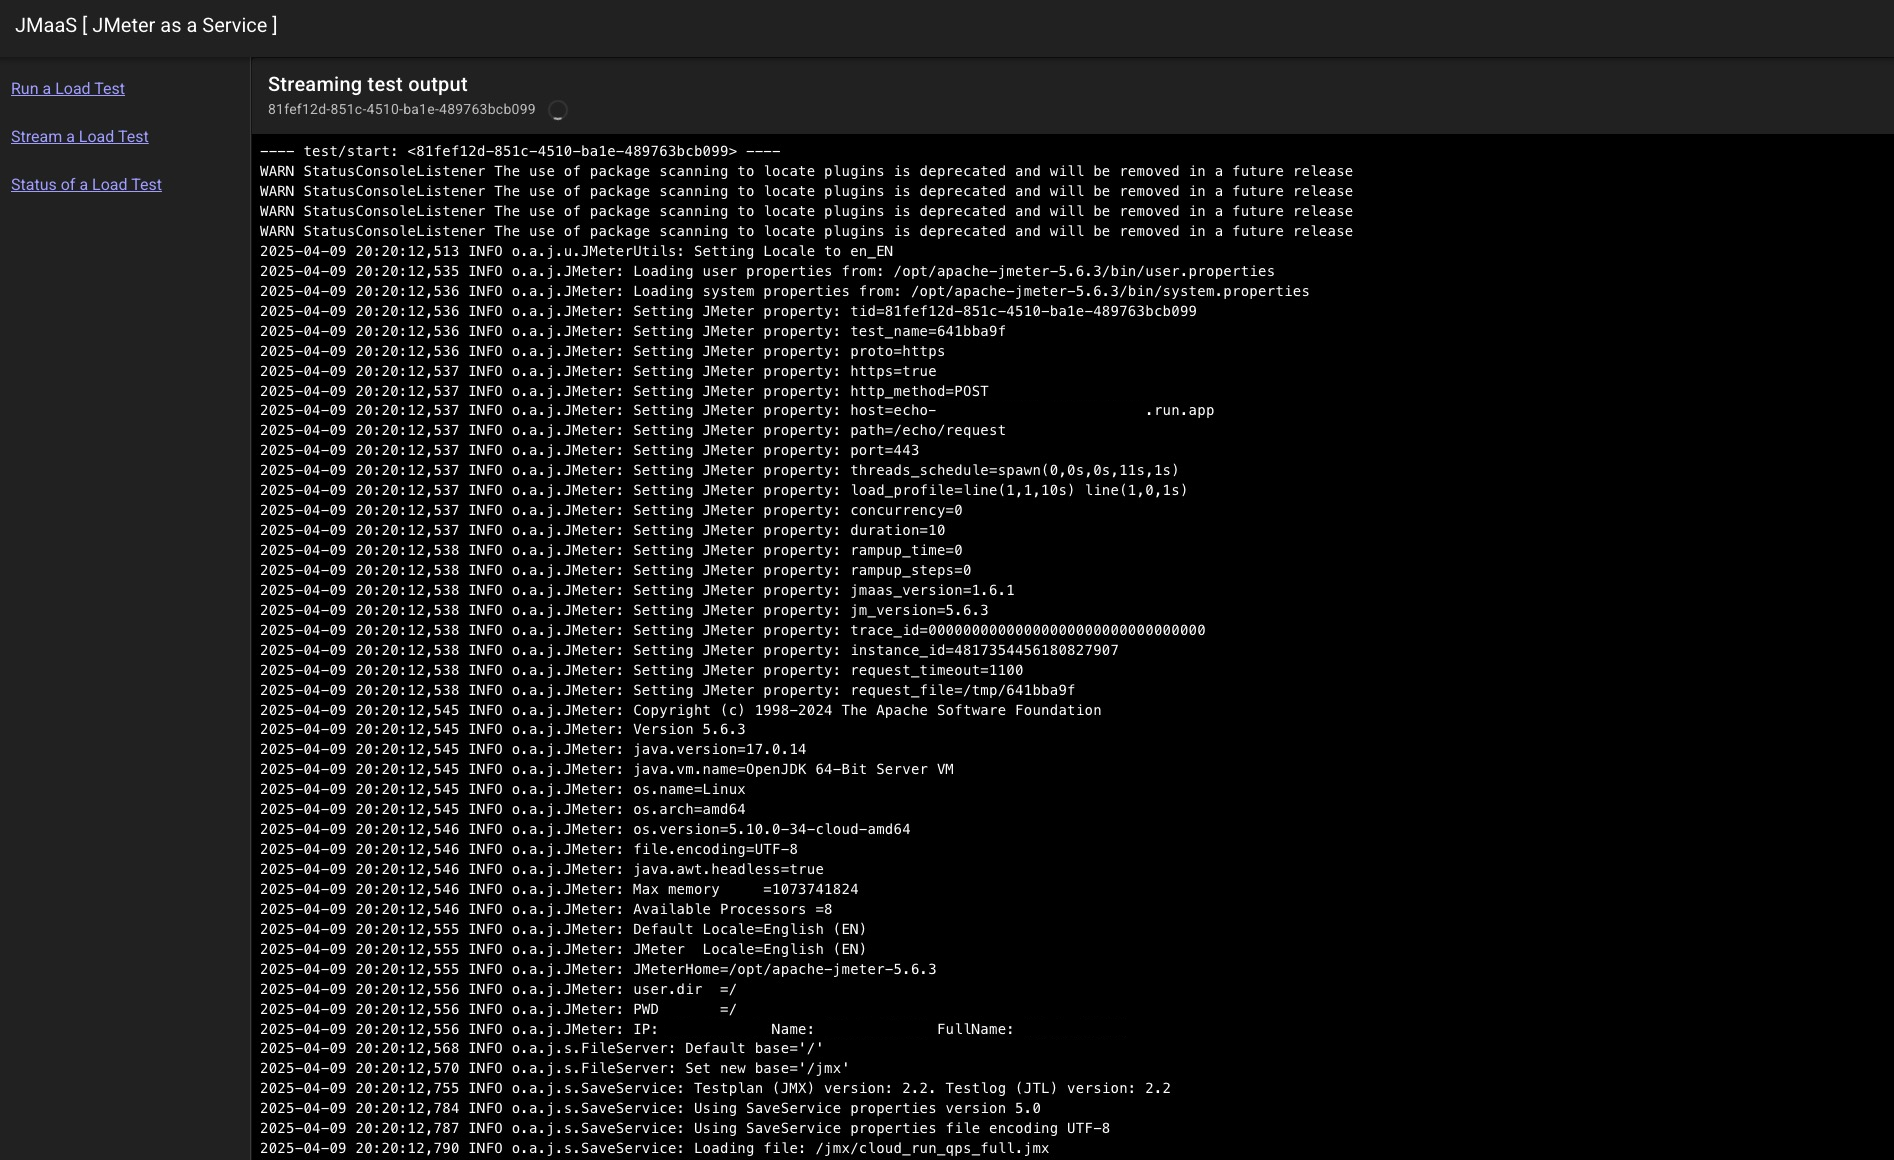 JMaaS [ JMeter as a Service ]
Run a Load Test
Stream a Load Test
Status of a Load Test
Streaming test output
81fef12d-851c-4510-ba1e-489763bcb099
---- test/start: <81fef12d-851c-4510-ba1e-489763bcb099> ----
WARN StatusConsoleListener The use of package scanning to locate plugins is deprecated and will be removed in a future release
WARN StatusConsoleListener The use of package scanning to locate plugins is deprecated and will be removed in a future release
WARN StatusConsoleListener The use of package scanning to locate plugins is deprecated and will be removed in a future release
WARN StatusConsoleListener The use of package scanning to locate plugins is deprecated and will be removed in a future release
2025-04-09 20:20:12,513 INFO o.a.j.u.JMeterUtils: Setting Locale to en_EN
2025-04-09 20:20:12,535 INFO o.a.j.JMeter: Loading user properties from: /opt/apache-jmeter-5.6.3/bin/user.properties
2025-04-09 20:20:12,536 INFO o.a.j.JMeter: Loading system properties from: /opt/apache-jmeter-5.6.3/bin/system.properties
2025-04-09 20:20:12,536 INFO o.a.j.JMeter: Setting JMeter property: tid=81fef12d-851c-4510-ba1e-489763bcb099
2025-04-09 20:20:12,536 INFO o.a.j.JMeter: Setting JMeter property: test_name=641bba9f
2025-04-09 20:20:12,536 INFO o.a.j.JMeter: Setting JMeter property: proto=https
2025-04-09 20:20:12,537 INFO o.a.j.JMeter: Setting JMeter property: https=true
2025-04-09 20:20:12,537 INFO o.a.j.JMeter: Setting JMeter property: http_method=POST
2025-04-09 20:20:12,537 INFO o.a.j.JMeter: Setting JMeter property: host=echo- .run.app
2025-04-09 20:20:12,537 INFO o.a.j.JMeter: Setting JMeter property: path=/echo/request
2025-04-09 20:20:12,537 INFO o.a.j.JMeter: Setting JMeter property: port=443
2025-04-09 20:20:12,537 INFO o.a.j.JMeter: Setting JMeter property: threads_schedule=spawn(0,0s,0s,11s,1s)
2025-04-09 20:20:12,537 INFO o.a.j.JMeter: Setting JMeter property: load_profile=line(1,1,10s) line(1,0,1s)
2025-04-09 20:20:12,537 INFO o.a.j.JMeter: Setting JMeter property: concurrency=0
2025-04-09 20:20:12,537 INFO o.a.j.JMeter: Setting JMeter property: duration=10
2025-04-09 20:20:12,538 INFO o.a.j.JMeter: Setting JMeter property: rampup_time=0
2025-04-09 20:20:12,538 INFO o.a.j.JMeter: Setting JMeter property: rampup_steps=0
2025-04-09 20:20:12,538 INFO o.a.j.JMeter: Setting JMeter property: jmaas_version=1.6.1
2025-04-09 20:20:12,538 INFO o.a.j.JMeter: Setting JMeter property: jm_version=5.6.3
2025-04-09 20:20:12,538 INFO o.a.j.JMeter: Setting JMeter property: trace_id=00000000000000000000000000000000
2025-04-09 20:20:12,538 INFO o.a.j.JMeter: Setting JMeter property: instance_id=4817354456180827907
2025-04-09 20:20:12,538 INFO o.a.j.JMeter: Setting JMeter property: request_timeout=1100
2025-04-09 20:20:12,538 INFO o.a.j.JMeter: Setting JMeter property: request_file=/tmp/641bba9f
2025-04-09 20:20:12,545 INFO o.a.j.JMeter: Copyright (c) 1998-2024 The Apache Software Foundation
2025-04-09 20:20:12,545 INFO o.a.j.JMeter: Version 5.6.3
2025-04-09 20:20:12,545 INFO o.a.j.JMeter: java.version=17.0.14
2025-04-09 20:20:12,545 INFO o.a.j.JMeter: java.vm.name=OpenJDK 64-Bit Server VM
2025-04-09 20:20:12,545 INFO o.a.j.JMeter: os.name=Linux
2025-04-09 20:20:12,545 INFO o.a.j.JMeter: os.arch=amd64
2025-04-09 20:20:12,546 INFO o.a.j.JMeter: os.version=5.10.0-34-cloud-amd64
2025-04-09 20:20:12,546 INFO o.a.j.JMeter: file.encoding=UTF-8
2025-04-09 20:20:12,546 INFO o.a.j.JMeter: java.awt.headless=true
2025-04-09 20:20:12,546 INFO o.a.j.JMeter: Max memory     =1073741824
2025-04-09 20:20:12,546 INFO o.a.j.JMeter: Available Processors =8
2025-04-09 20:20:12,555 INFO o.a.j.JMeter: Default Locale=English (EN)
2025-04-09 20:20:12,555 INFO o.a.j.JMeter: JMeter  Locale=English (EN)
2025-04-09 20:20:12,555 INFO o.a.j.JMeter: JMeterHome=/opt/apache-jmeter-5.6.3
2025-04-09 20:20:12,556 INFO o.a.j.JMeter: user.dir  =/
2025-04-09 20:20:12,556 INFO o.a.j.JMeter: PWD       =/
2025-04-09 20:20:12,556 INFO o.a.j.JMeter: IP: Name: FullName:
2025-04-09 20:20:12,568 INFO o.a.j.s.FileServer: Default base='/'
2025-04-09 20:20:12,570 INFO o.a.j.s.FileServer: Set new base='/jmx'
2025-04-09 20:20:12,755 INFO o.a.j.s.SaveService: Testplan (JMX) version: 2.2. Testlog (JTL) version: 2.2
2025-04-09 20:20:12,784 INFO o.a.j.s.SaveService: Using SaveService properties version 5.0
2025-04-09 20:20:12,787 INFO o.a.j.s.SaveService: Using SaveService properties file encoding UTF-8
2025-04-09 20:20:12,790 INFO o.a.j.s.SaveService: Loading file: /jmx/cloud_run_qps_full.jmx